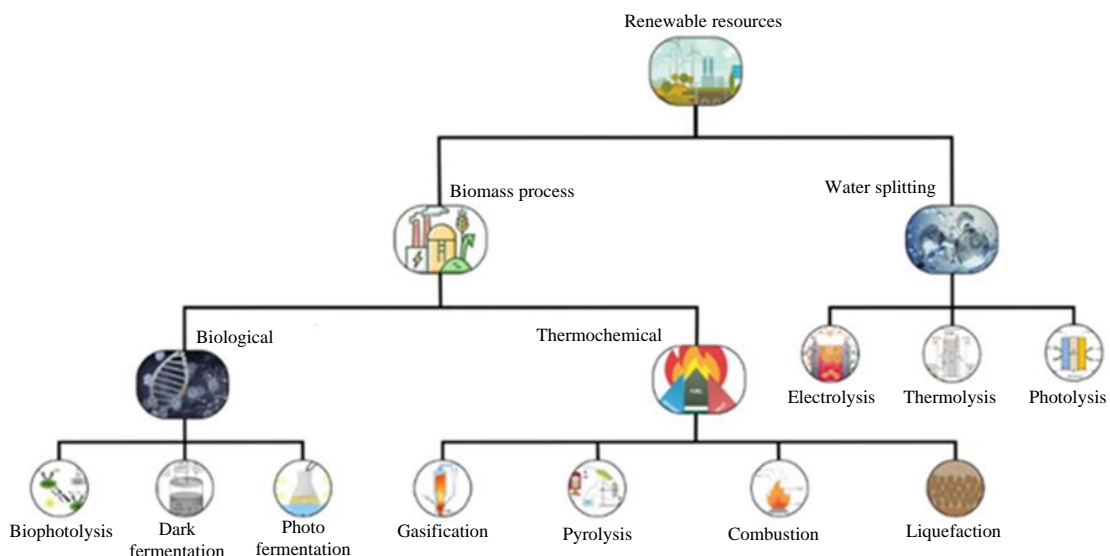 Renewable resources
Biomass process
Water splitting
Biological
Thermochemical
Electrolysis
Thermolysis
Photolysis
Biophotolysis
Dark
fermentation
Photo
fermentation
Gasification
Pyrolysis
Combustion
Liquefaction